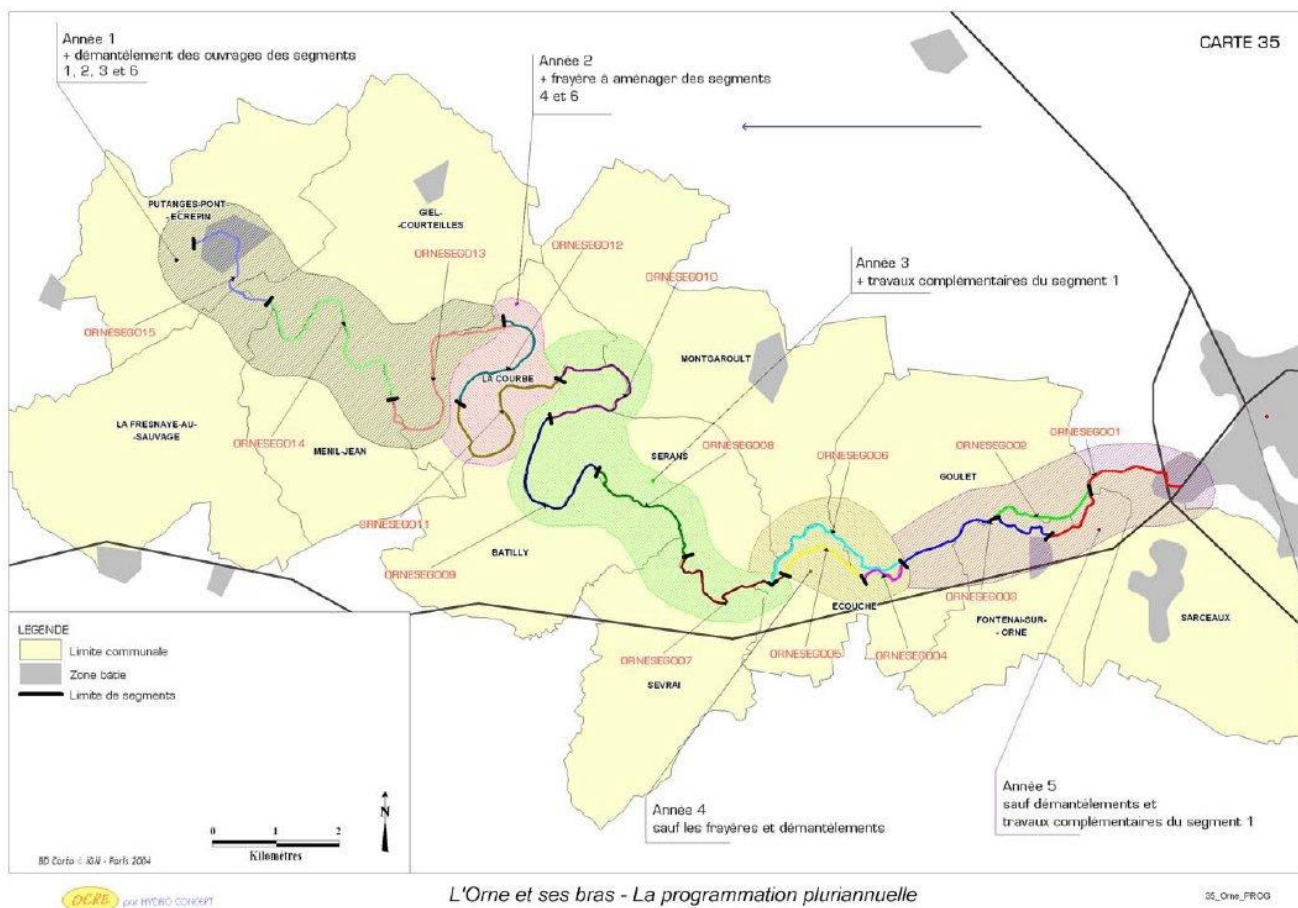 CARTE 35
Année 1
+ démantèlement des ouvrages des segments
1, 2, 3 et 6
Année 2
+ frayère à aménager des segments
4 et 6
Année 3
+ travaux complémentaires du segment 1
PUTANGES-PONT-
-ECREPIN
GIEL-
-COURTEILLES
ORNESEG013
ORNESEG012
ORNESEG010
ORNESEG015
LA COURBE
MONTGAROULT
LA FRESNAYE-AU-
-SAUVAGE
ORNESEG014
MENIL-JEAN
SERANS
ORNESEG008
ORNESEG006
ORNESEG002
ORNESEG001
GOULET
ORNESEG011
BATILLY
ORNESEG009
ECOUCHE
ORNESEG003
FONTENAI-SUR-
-ORNE
SARCEAUX
ORNESEG007
ORNESEG005
ORNESEG004
SEVRAI
LEGENDE
Limite communale
Zone bâtie
Limite de segments
Année 4
sauf les frayères et démantèlements
Année 5
sauf démantèlements et
travaux complémentaires du segment 1
N
0 1 2
Kilomètres
BD Carto © IGN - Paris 2004
OCRE par HYDRO CONCEPT
L'Orne et ses bras - La programmation pluriannuelle
35_Orne_PROG